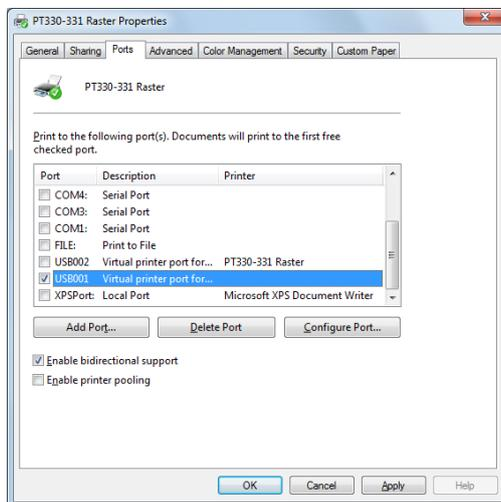 PT330-331 Raster Properties
General Sharing Ports Advanced Color Management Security Custom Paper
PT330-331 Raster
Print to the following port(s). Documents will print to the first free
checked port.
Port Description Printer
COM4: Serial Port
COM3: Serial Port
COM1: Serial Port
FILE: Print to File
USB002 Virtual printer port for... PT330-331 Raster
USB001 Virtual printer port for...
XPSPort: Local Port Microsoft XPS Document Writer
Add Port... Delete Port Configure Port...
Enable bidirectional support
Enable printer pooling
OK Cancel Apply Help